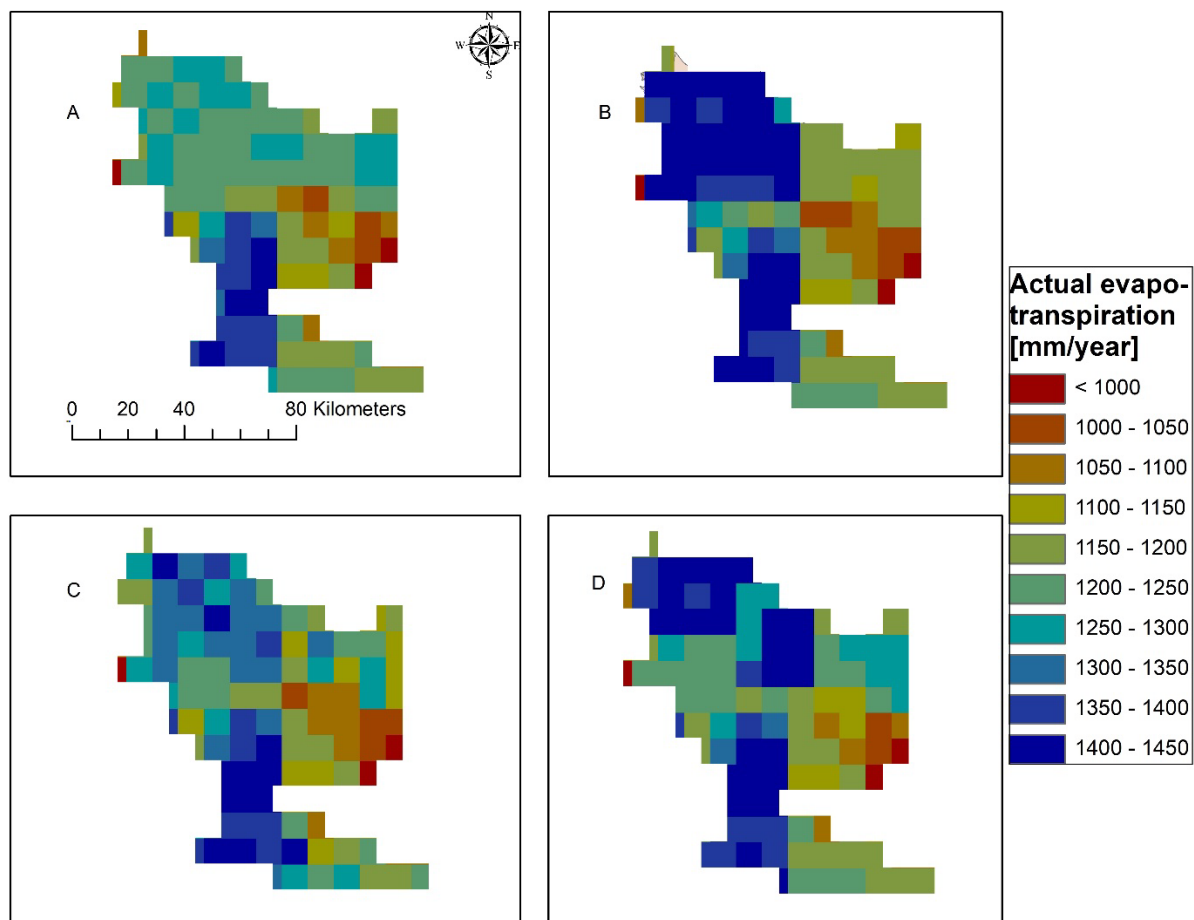 N
W E
S
A
B
0 20 40 80 Kilometers
C
D
Actual evapo-
transpiration
[mm/year]
< 1000
1000 - 1050
1050 - 1100
1100 - 1150
1150 - 1200
1200 - 1250
1250 - 1300
1300 - 1350
1350 - 1400
1400 - 1450